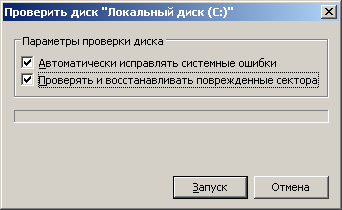 Проверить диск "Локальный диск (C:)"
Параметры проверки диска
Автоматически исправлять системные ошибки
Проверять и восстанавливать поврежденные сектора
Запуск
Отмена